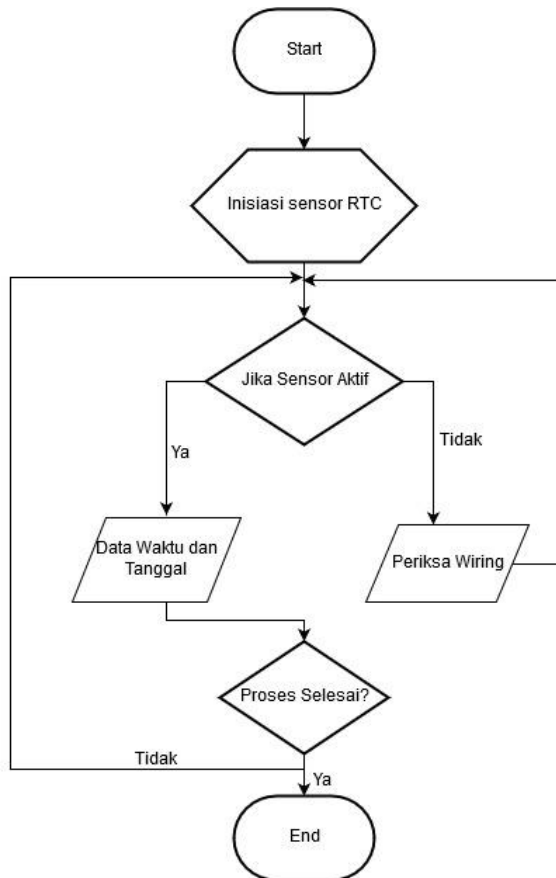 Start
Inisiasi sensor RTC
Jika Sensor Aktif
Ya
Tidak
Data Waktu dan
Tanggal
Periksa Wiring
Proses Selesai?
Tidak
Ya
End